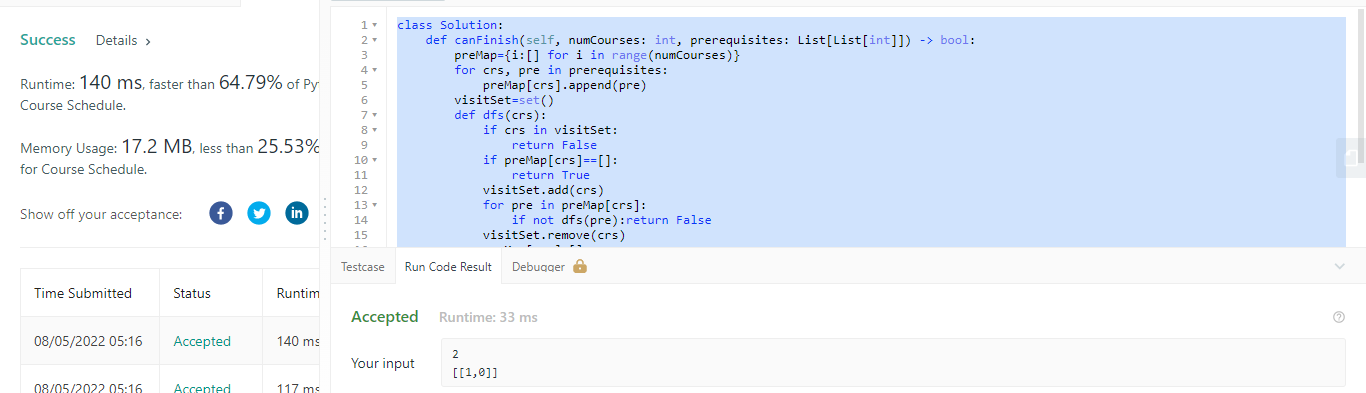 Success Details >
Runtime: 140 ms, faster than 64.79% of Py
Course Schedule.
Memory Usage: 17.2 MB, less than 25.53%
for Course Schedule.
Show off your acceptance:
Time Submitted Status Runtim
08/05/2022 05:16 Accepted 140 ms
08/05/2022 05:16 Accepted 117 ms
1 class Solution:
2 def canFinish(self, numCourses: int, prerequisites: List[List[int]]) -> bool:
3 preMap={i:[] for i in range(numCourses)}
4 for crs, pre in prerequisites:
5 preMap[crs].append(pre)
6 visitSet=set()
7 def dfs(crs):
8 if crs in visitSet:
9 return False
10 if preMap[crs]==[]:
11 return True
12 visitSet.add(crs)
13 for pre in preMap[crs]:
14 if not dfs(pre):return False
15 visitSet.remove(crs)
Testcase Run Code Result Debugger
Accepted Runtime: 33 ms
Your input
2
[[1,0]]